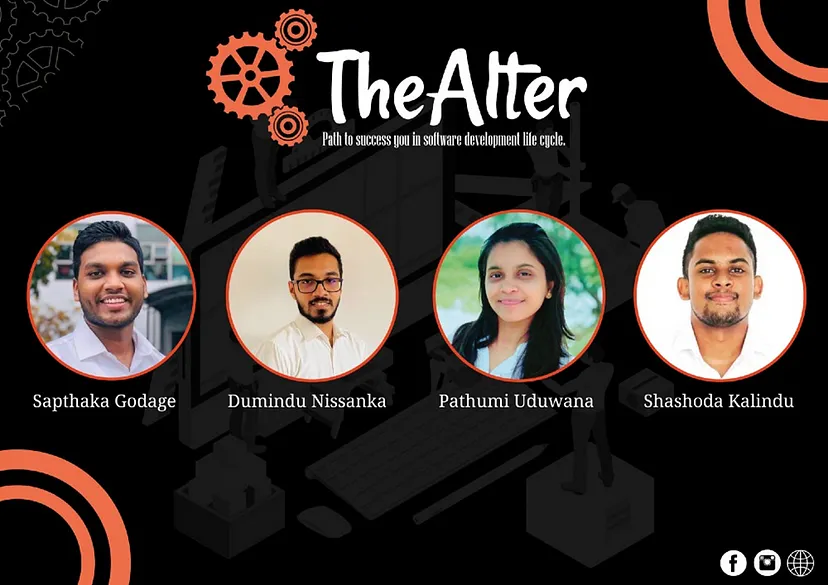 TheAlter
Path to success you in software development life cycle.
Sapthaka Godage
Dumindu Nissanka
Pathumi Uduwana
Shashoda Kalindu